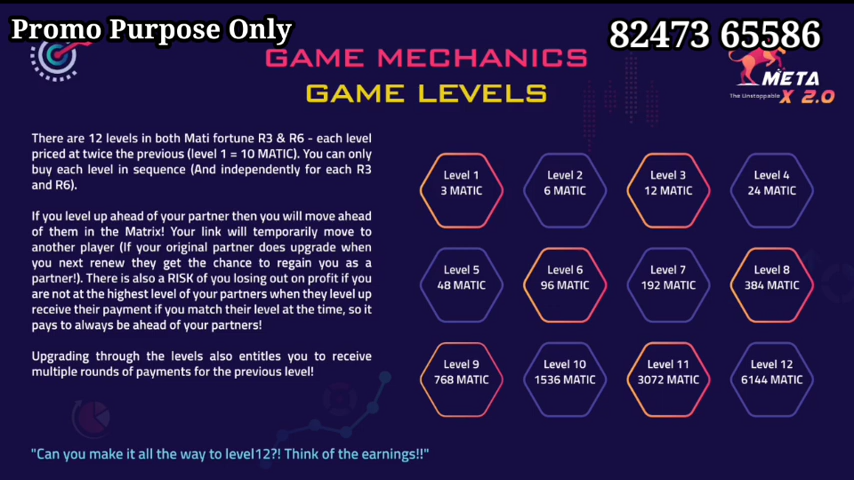 Promo Purpose Only
82473 65586
GAME MECHANICS
GAME LEVELS
META
The Unstoppable X 2.0
There are 12 levels in both Mati fortune R3 & R6 - each level
priced at twice the previous (level 1 = 10 MATIC). You can only
buy each level in sequence (And independently for each R3
and R6).
If you level up ahead of your partner then you will move ahead
of them in the Matrix! Your link will temporarily move to
another player (If your original partner does upgrade when
you next renew they get the chance to regain you as a
partner!). There is also a RISK of you losing out on profit if you
are not at the highest level of your partners when they level up
receive their payment if you match their level at the time, so it
pays to always be ahead of your partners!
Upgrading through the levels also entitles you to receive
multiple rounds of payments for the previous level!
Level 1
3 MATIC
Level 2
6 MATIC
Level 3
12 MATIC
Level 4
24 MATIC
Level 5
48 MATIC
Level 6
96 MATIC
Level 7
192 MATIC
Level 8
384 MATIC
Level 9
768 MATIC
Level 10
1536 MATIC
Level 11
3072 MATIC
Level 12
6144 MATIC
"Can you make it all the way to level12?! Think of the earnings!!"